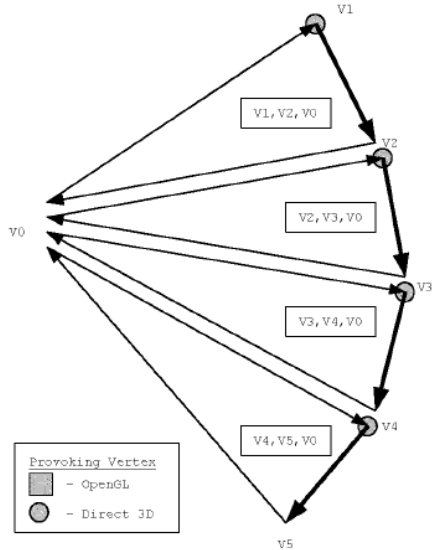 V1
V1,V2,V0
V2
V0
V2,V3,V0
V3
V3,V4,V0
V4
V4,V5,V0
V5
Provoking Vertex
- OpenGL
- Direct 3D